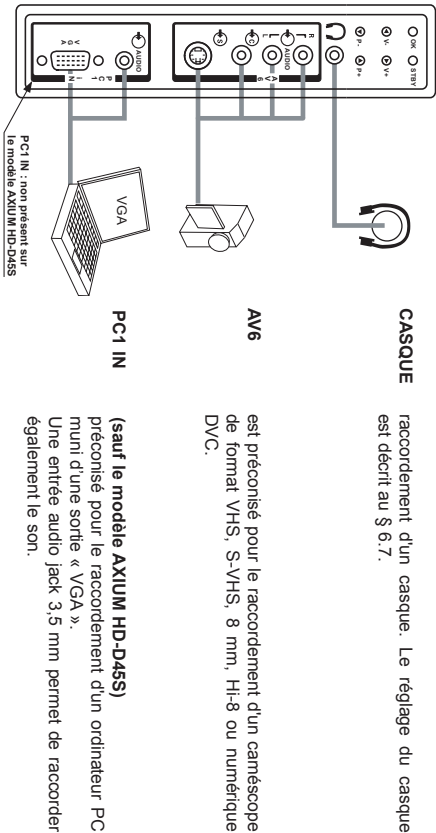 OK STBY
V- V+
P- P+
R
L
AUDIO
AV6
C
S
AUDIO
PC1 IN
VGA
VGA
PC1 IN : non présent sur
le modèle AXIUM HD-D45S
CASQUE
raccordement d'un casque. Le réglage du casque
est décrit au § 6.7.
AV6
est préconisé pour le raccordement d'un caméscope
de format VHS, S-VHS, 8 mm, Hi-8 ou numérique
DVC.
PC1 IN
(sauf le modèle AXIUM HD-D45S)
préconisé pour le raccordement d'un ordinateur PC
muni d'une sortie « VGA ».
Une entrée audio jack 3,5 mm permet de raccorder
également le son.